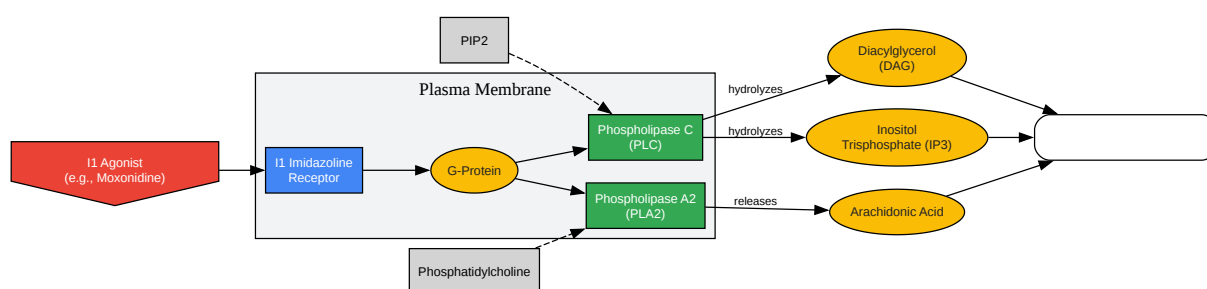 PIP2
Plasma Membrane
I1 Agonist
(e.g., Moxonidine)
I1 Imidazoline
Receptor
G-Protein
Phospholipase C
(PLC)
Phospholipase A2
(PLA2)
Phosphatidylcholine
hydrolyzes
hydrolyzes
releases
Diacylglycerol
(DAG)
Inositol
Trisphosphate (IP3)
Arachidonic Acid